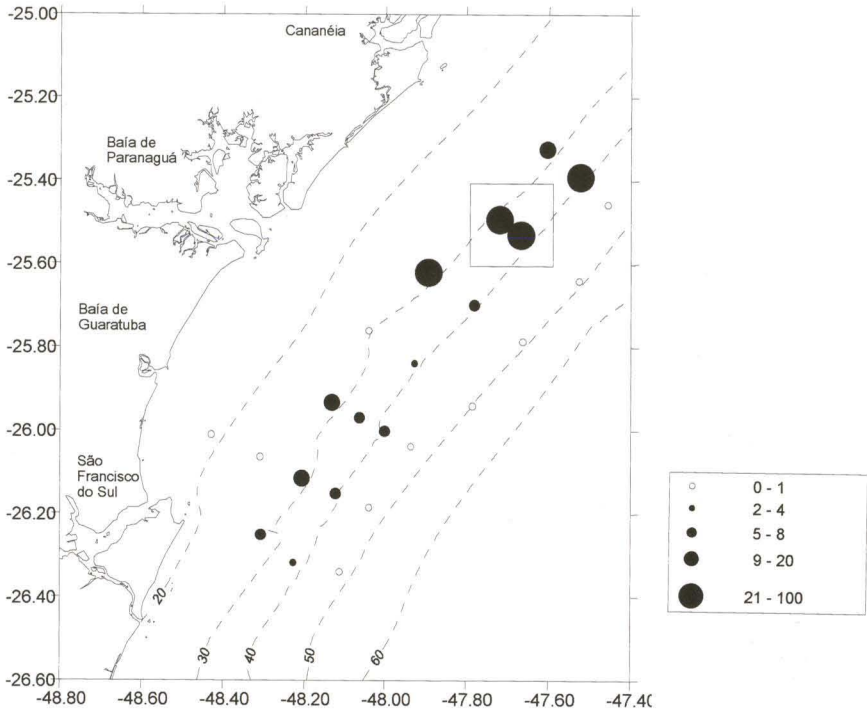 -25.00
-25.20
-25.40
-25.60
-25.80
-26.00
-26.20
-26.40
-26.60
Cananéia
Baía de
Paranaguá
Baía de
Guaratuba
São
Francisco
do Sul
20
30
40
50
60
-48.80
-48.60
-48.40
-48.20
-48.00
-47.80
-47.60
-47.40
0 - 1
2 - 4
5 - 8
9 - 20
21 - 100